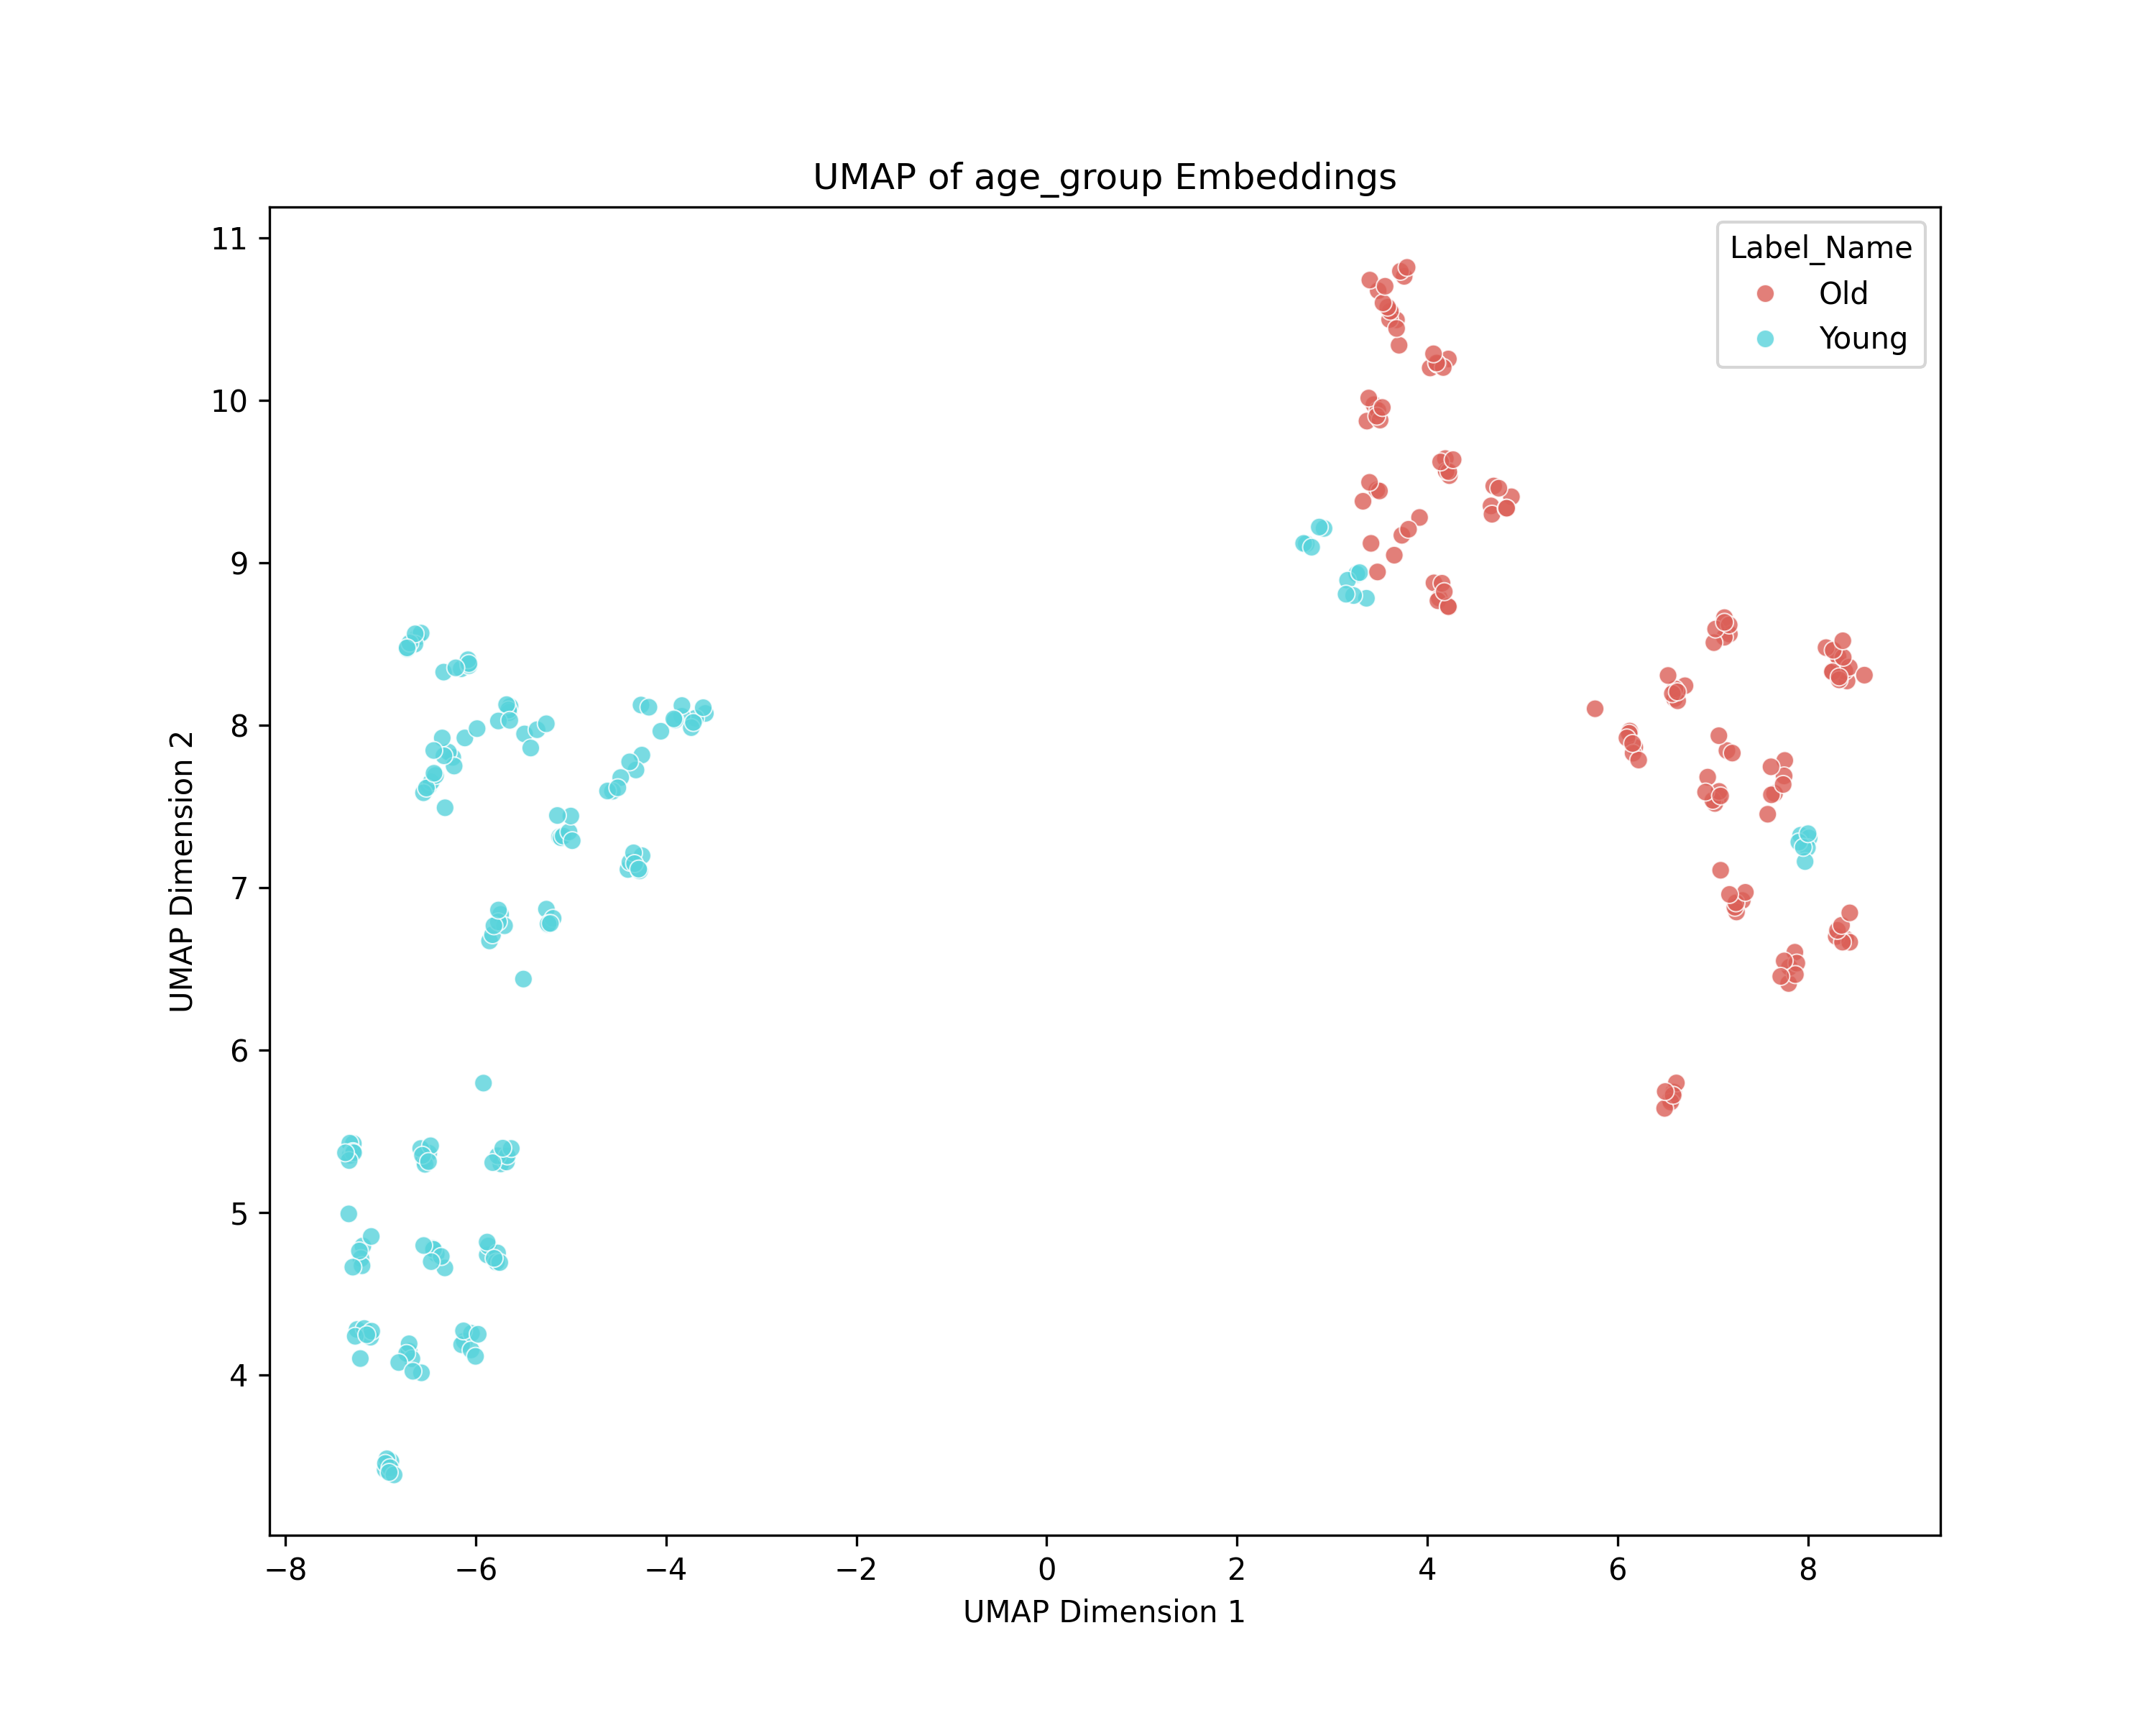 UMAP of age_group Embeddings
Label_Name
Old
Young
11
10
9
8
7
6
5
4
UMAP Dimension 2
−8
−6
−4
−2
0
2
4
6
8
UMAP Dimension 1